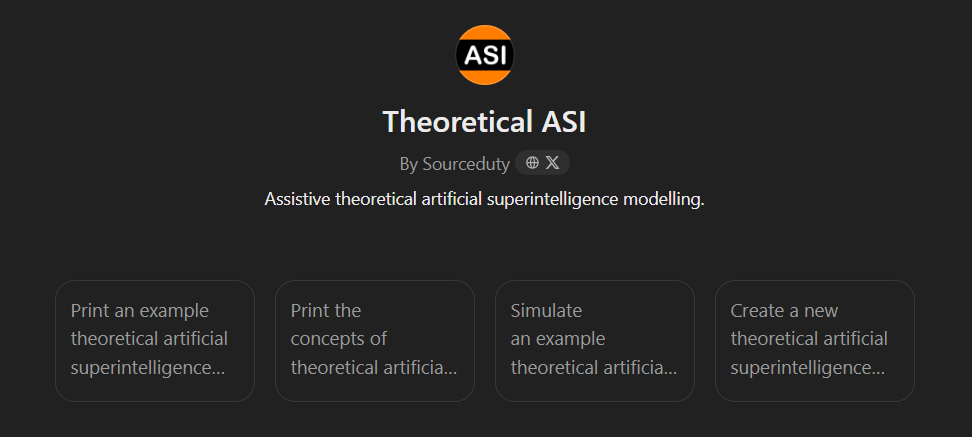 ASI
Theoretical ASI
By Sourceduty
Assistive theoretical artificial superintelligence modelling.
Print an example
theoretical artificial
superintelligence...
Print the
concepts of
theoretical artificia...
Simulate
an example
theoretical artificia...
Create a new
theoretical artificial
superintelligence...